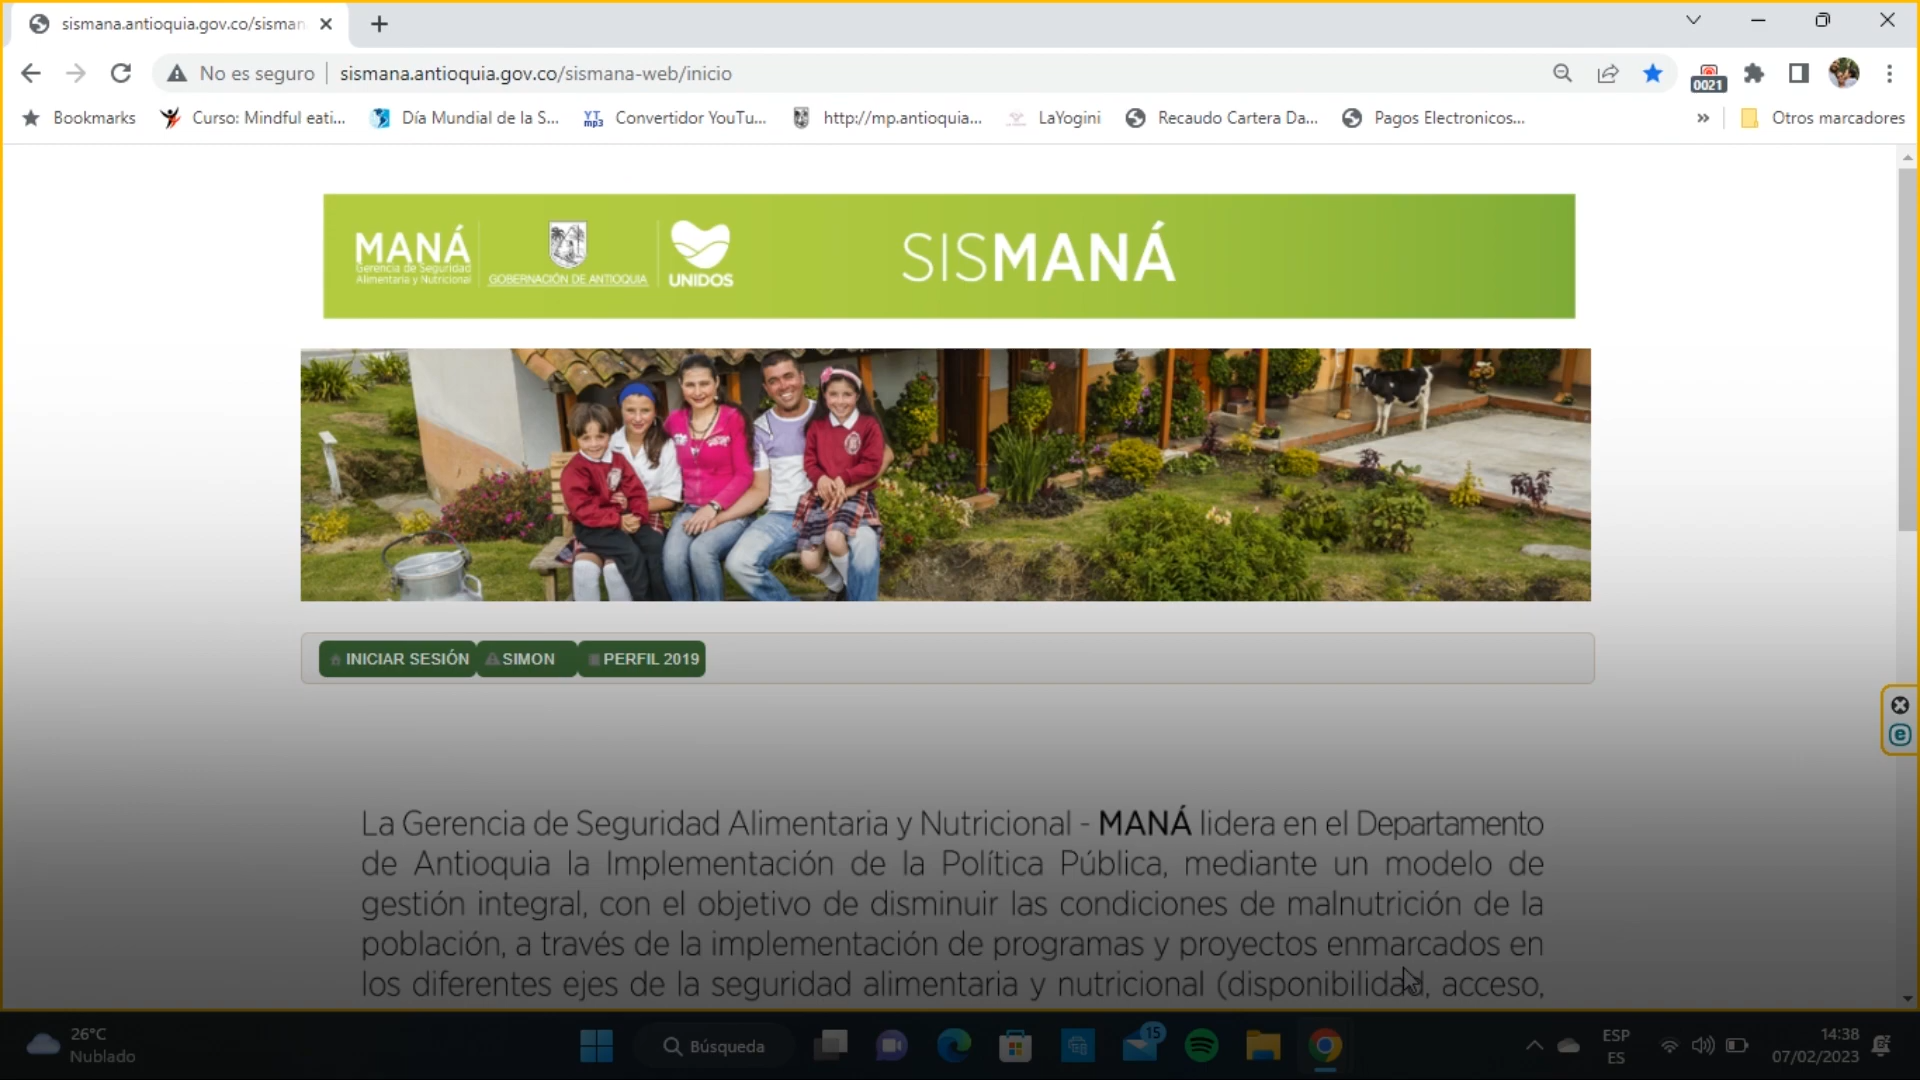 sismana.antioquia.gov.co/sisman
No es seguro
sismana.antioquia.gov.co/sismana-web/inicio
0021
Bookmarks
Curso: Mindful eati...
Día Mundial de la S...
YT mp3
Convertidor YouTu...
http://mp.antioquia...
LaYogini
Recaudo Cartera Da...
Pagos Electronicos...
»
Otros marcadores
MANÁ
Gerencia de Seguridad
Alimentaria y Nutricional
GOBERNACIÓN DE ANTIOQUIA
UNIDOS
SISMANÁ
INICIAR SESIÓN
SIMON
PERFIL 2019
La Gerencia de Seguridad Alimentaria y Nutricional - MANÁ lidera en el Departamento
de Antioquia la Implementación de la Política Pública, mediante un modelo de
gestión integral, con el objetivo de disminuir las condiciones de malnutrición de la
población, a través de la implementación de programas y proyectos enmarcados en
los diferentes ejes de la seguridad alimentaria y nutricional (disponibilidad, acceso,
26°C
Nublado
Búsqueda
15
ESP
ES
14:38
07/02/2023